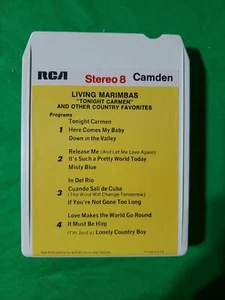 RCA Stereo 8 Camden
LIVING MARIMBAS
"TONIGHT CARMEN"
AND OTHER COUNTRY FAVORITES
Programs
Tonight Carmen
1 Here Comes My Baby
Down in the Valley
Release Me (And Let Me Love Again)
2 It's Such a Pretty World Today
Misty Blue
In Del Rio
3 Cuando Sali de Cuba
(The Wind Will Change Tomorrow)
If You're Not Gone Too Long
Love Makes the World Go Round
4 It Must Be Him
(I'm Just a) Lonely Country Boy